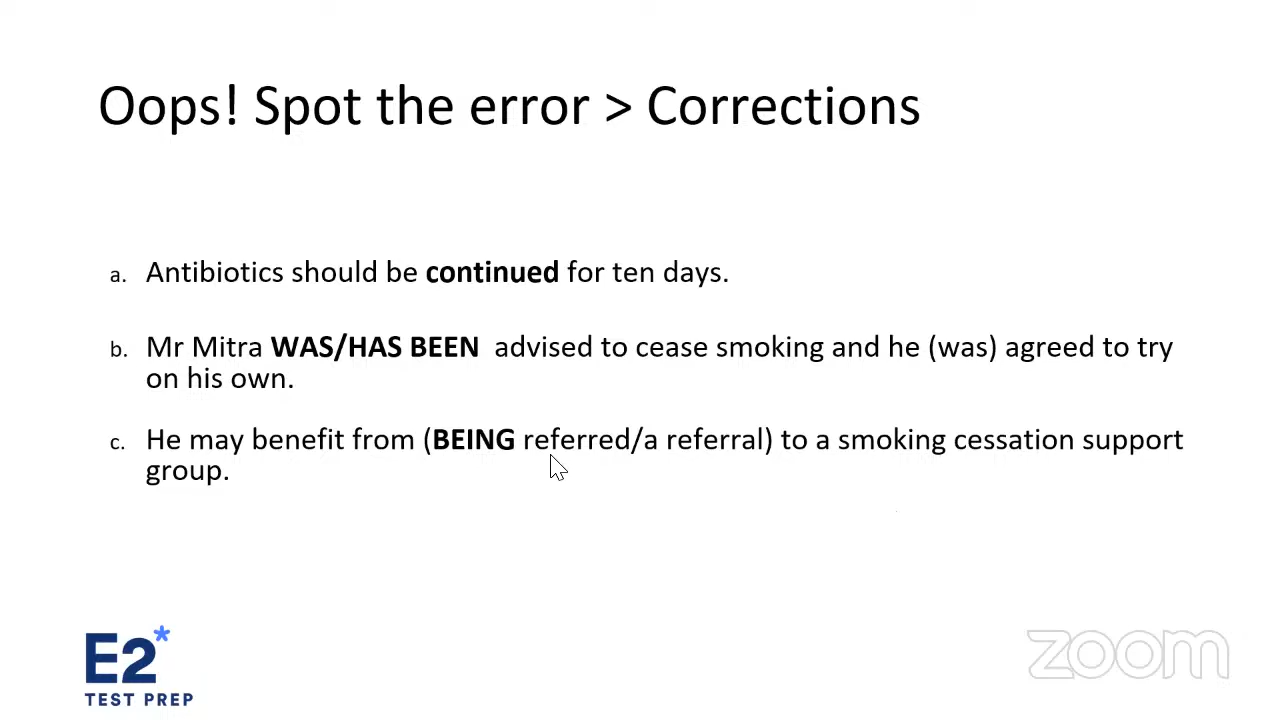 Oops! Spot the error > Corrections
a. Antibiotics should be continued for ten days.
b. Mr Mitra WAS/HAS BEEN advised to cease smoking and he (was) agreed to try
on his own.
c. He may benefit from (BEING referred/a referral) to a smoking cessation support
group.
E2*
TEST PREP
zoom